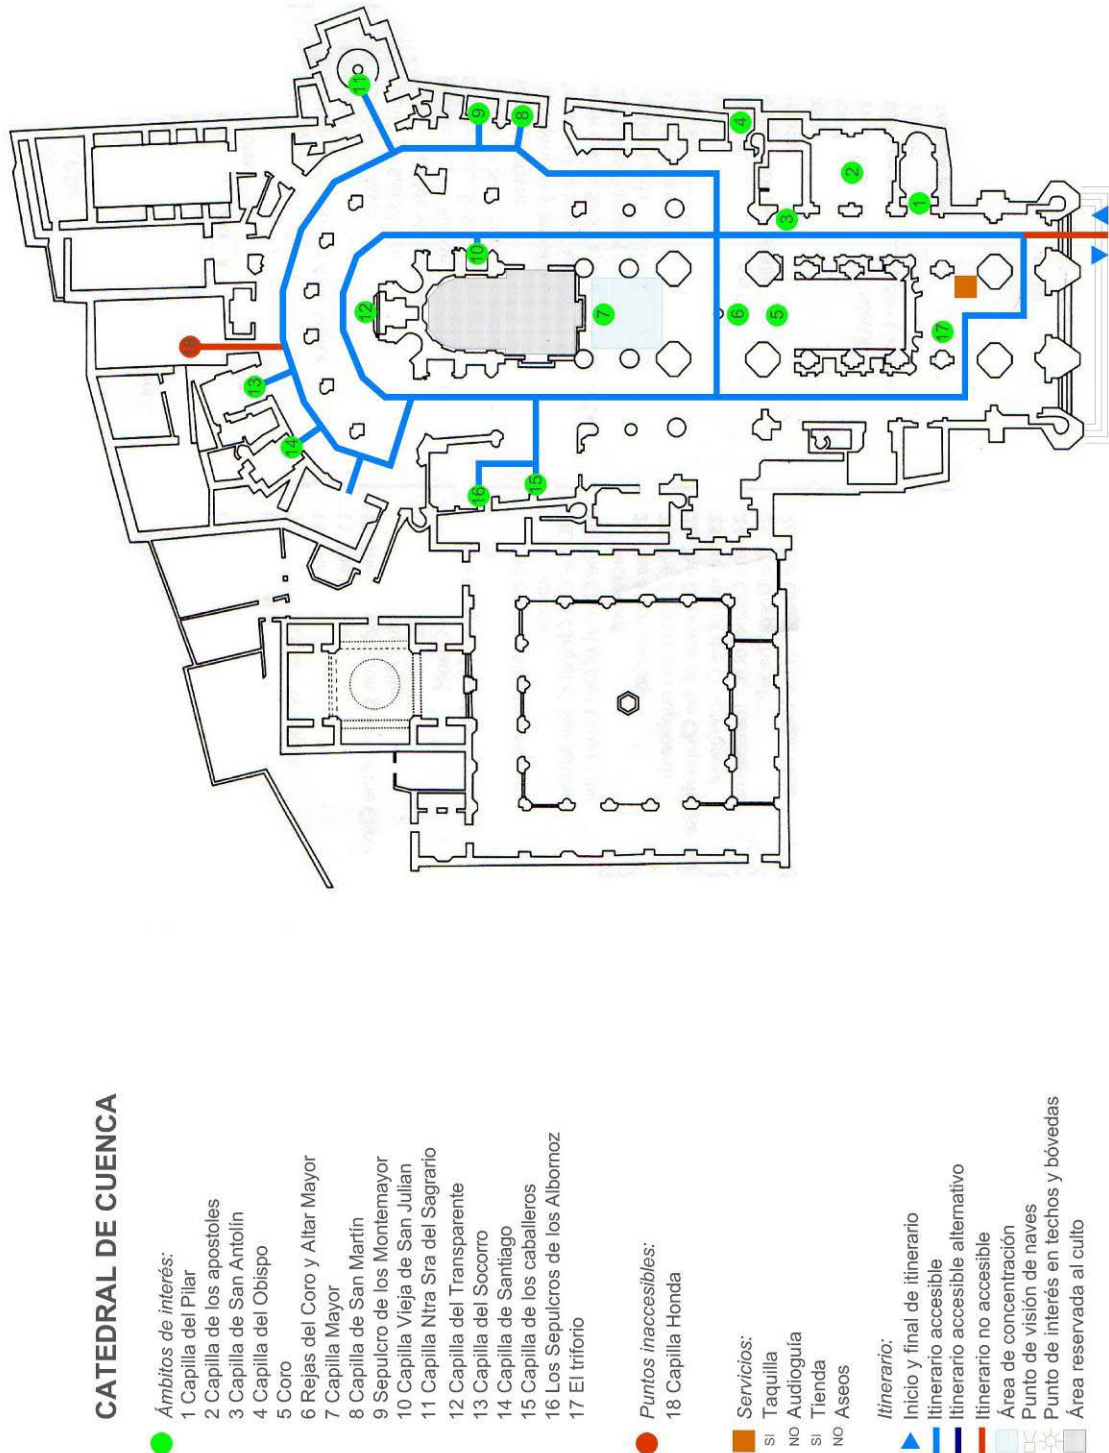 CATEDRAL DE CUENCA
Ámbitos de interés:
1 Capilla del Pilar
2 Capilla de los apostoles
3 Capilla de San Antolín
4 Capilla del Obispo
5 Coro
6 Rejas del Coro y Altar Mayor
7 Capilla Mayor
8 Capilla de San Martín
9 Sepulcro de los Montemayor
10 Capilla Vieja de San Julian
11 Capilla Ntra Sra del Sagrario
12 Capilla del Transparente
13 Capilla del Socorro
14 Capilla de Santiago
15 Capilla de los caballeros
16 Los Sepulcros de los Albornoz
17 El triforio
Puntos inaccesibles:
18 Capilla Honda
Servicios:
SI Taquilla
NO Audioguía
SI Tienda
NO Aseos
Itinerario:
Inicio y final de itinerario
Itinerario accesible
Itinerario accesible alternativo
Itinerario no accesible
Área de concentración
Punto de visión de naves
Punto de interés en techos y bóvedas
Área reservada al culto
11
9
8
4
2
1
3
10
12
7
6
5
17
18
13
14
16
15